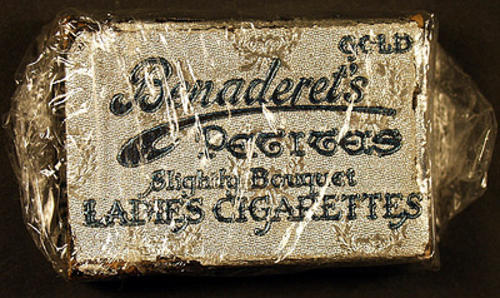 GOLD
Benaderet's
PETITES
Slightly Bouquet
LADIES CIGARETTES